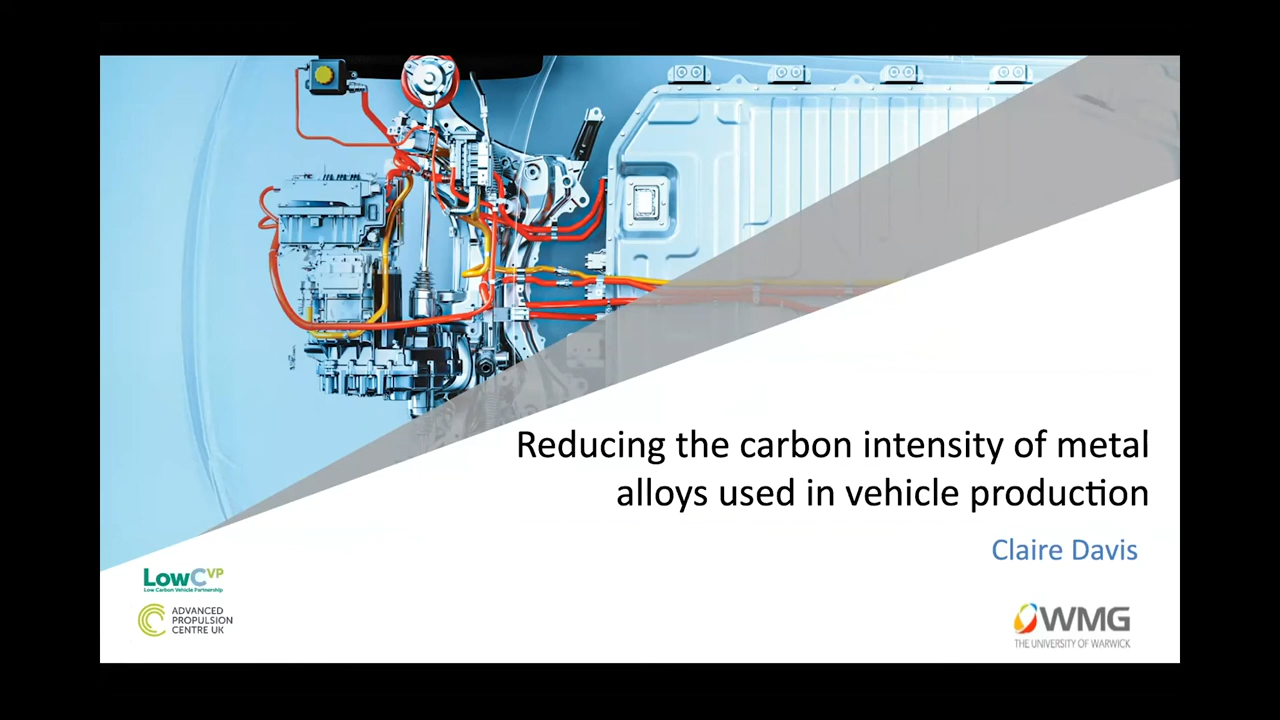 Reducing the carbon intensity of metal
alloys used in vehicle production
Claire Davis
LowCVP
Low Carbon Vehicle Partnership
ADVANCED
PROPULSION
CENTRE UK
WMG
THE UNIVERSITY OF WARWICK